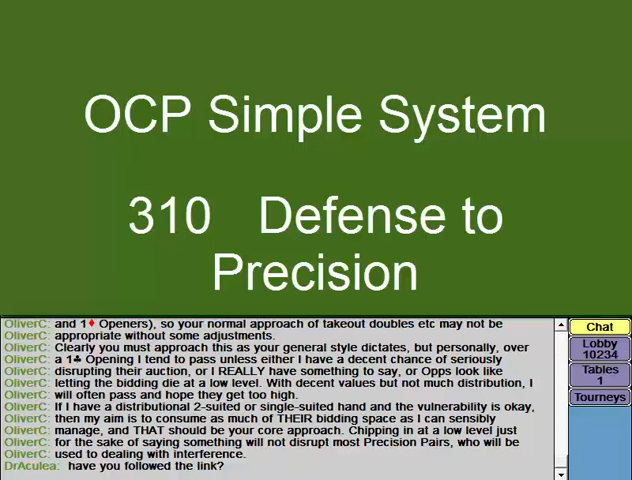 OCP Simple System
310 Defense to
Precision
OliverC: and 1♦ Openers), so your normal approach of takeout doubles etc may not be
OliverC: appropriate without some adjustments.
OliverC: Clearly you must approach this as your general style dictates, but personally, over
OliverC: a 1♣ Opening I tend to pass unless either I have a decent chance of seriously
OliverC: disrupting their auction, or I REALLY have something to say, or Opps look like
OliverC: letting the bidding die at a low level. With decent values but not much distribution, I
OliverC: will often pass and hope they get too high.
OliverC: If I have a distributional 2-suited or single-suited hand and the vulnerability is okay,
OliverC: then my aim is to consume as much of THEIR bidding space as I can sensibly
OliverC: manage, and THAT should be your core approach. Chipping in at a low level just
OliverC: for the sake of saying something will not disrupt most Precision Pairs, who will be
OliverC: used to dealing with interference.
DrAculea: have you followed the link?
Chat
Lobby
10234
Tables
1
Tourneys